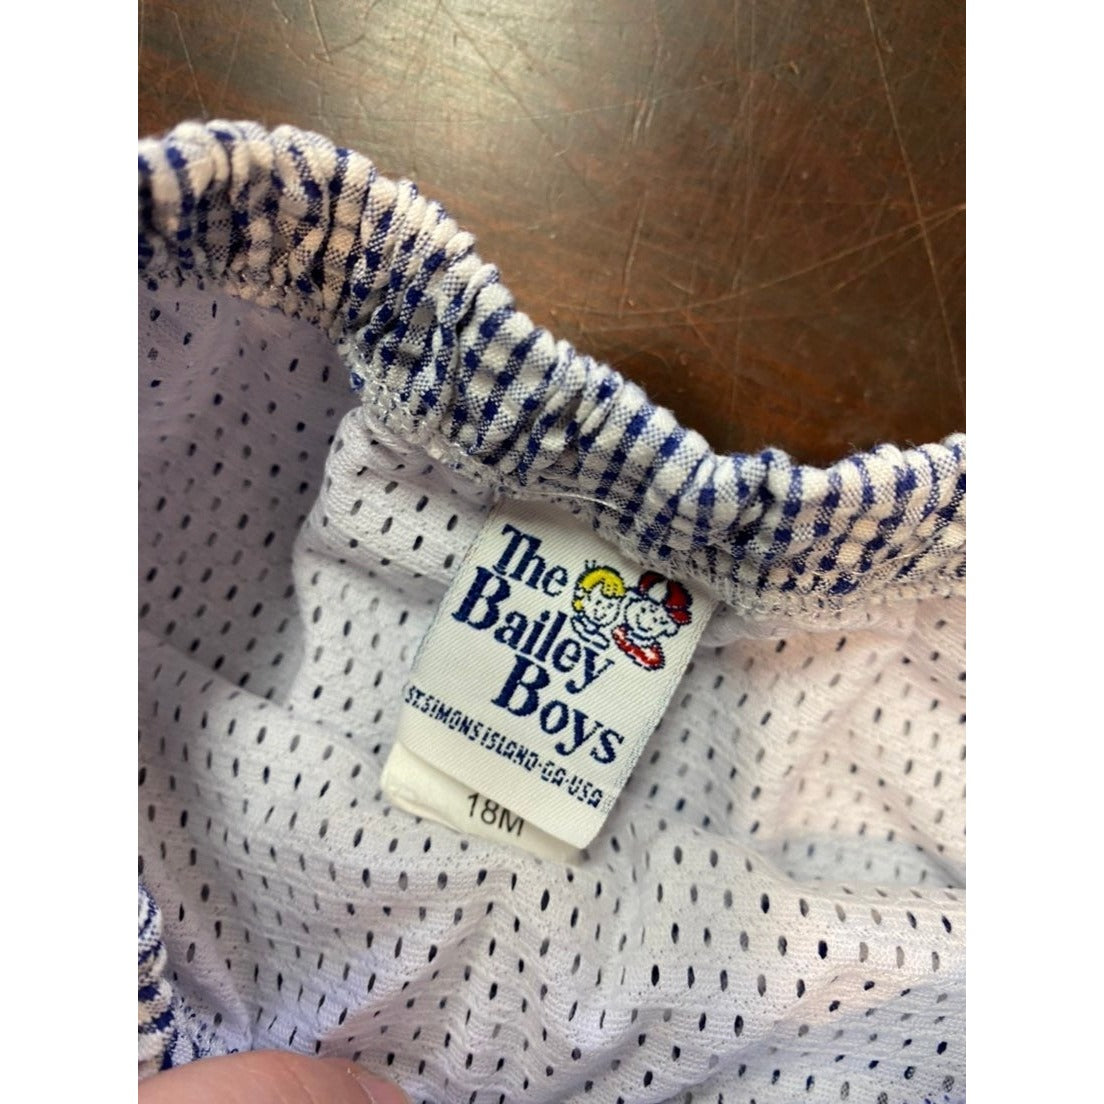 The
Bailey
Boys
ST.SIMONS ISLAND·GA·USA
18M